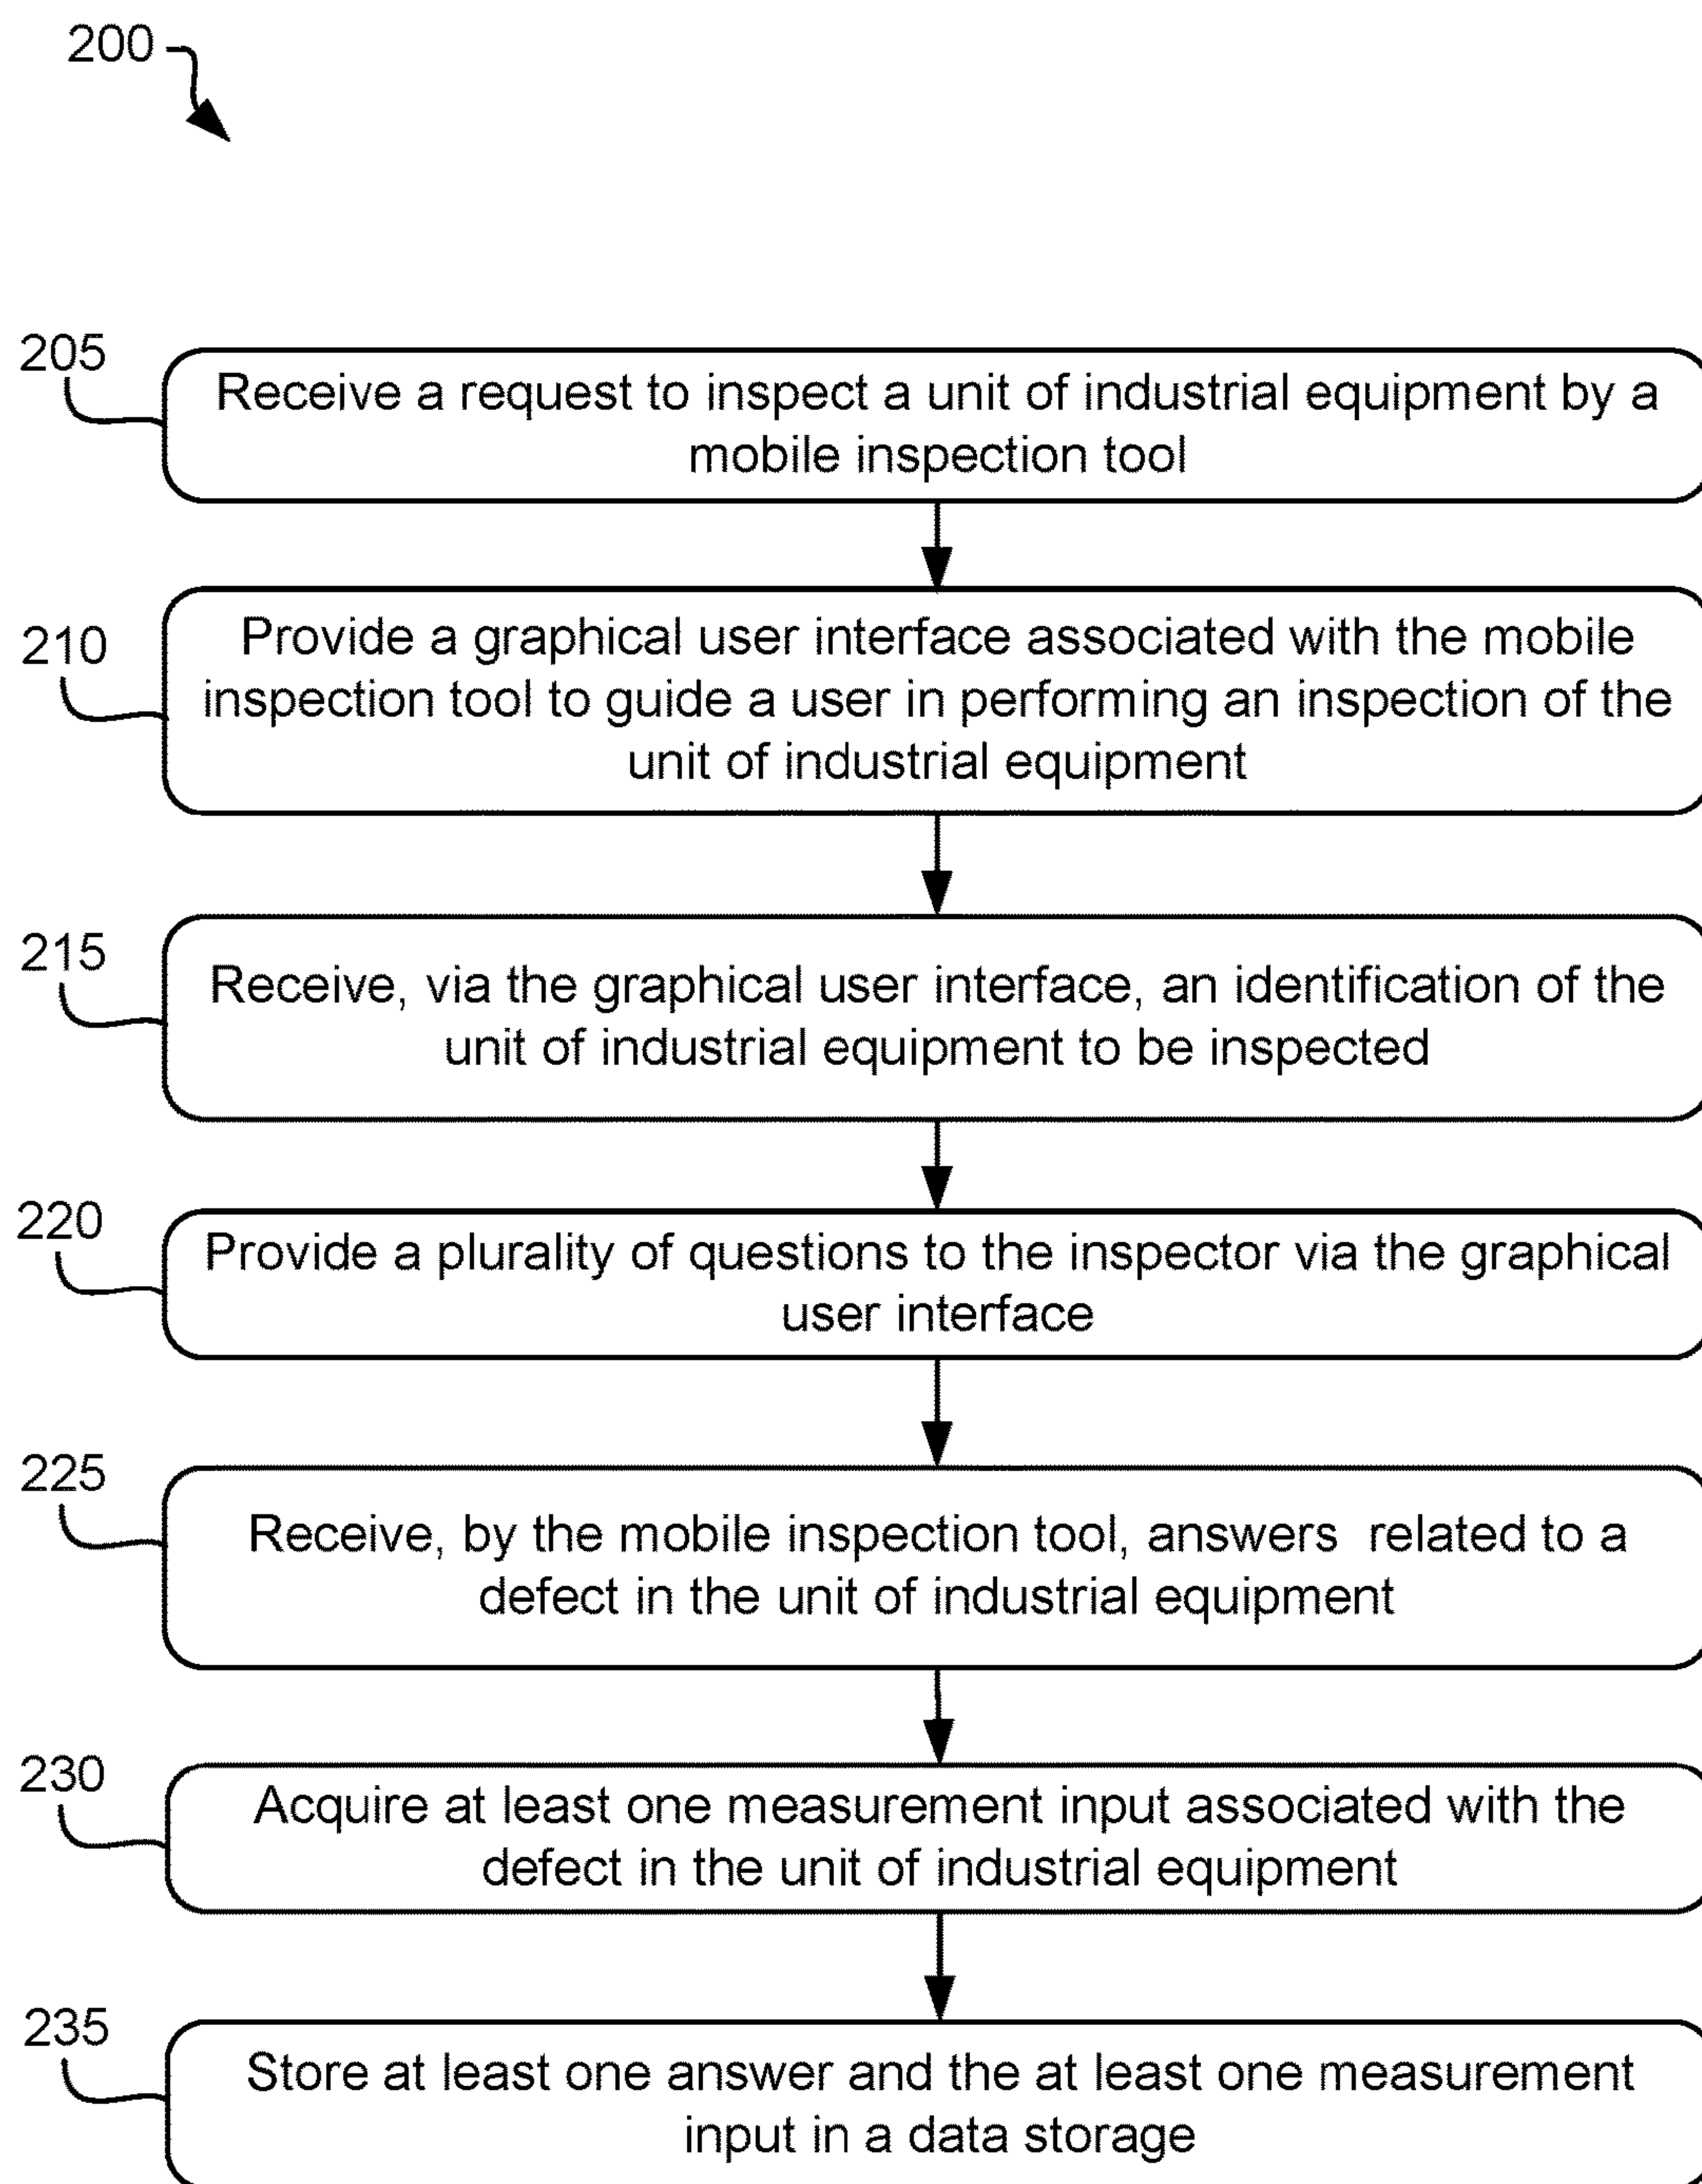 200
205
Receive a request to inspect a unit of industrial equipment by a
mobile inspection tool
210
Provide a graphical user interface associated with the mobile
inspection tool to guide a user in performing an inspection of the
unit of industrial equipment
215
Receive, via the graphical user interface, an identification of the
unit of industrial equipment to be inspected
220
Provide a plurality of questions to the inspector via the graphical
user interface
225
Receive, by the mobile inspection tool, answers related to a
defect in the unit of industrial equipment
230
Acquire at least one measurement input associated with the
defect in the unit of industrial equipment
235
Store at least one answer and the at least one measurement
input in a data storage